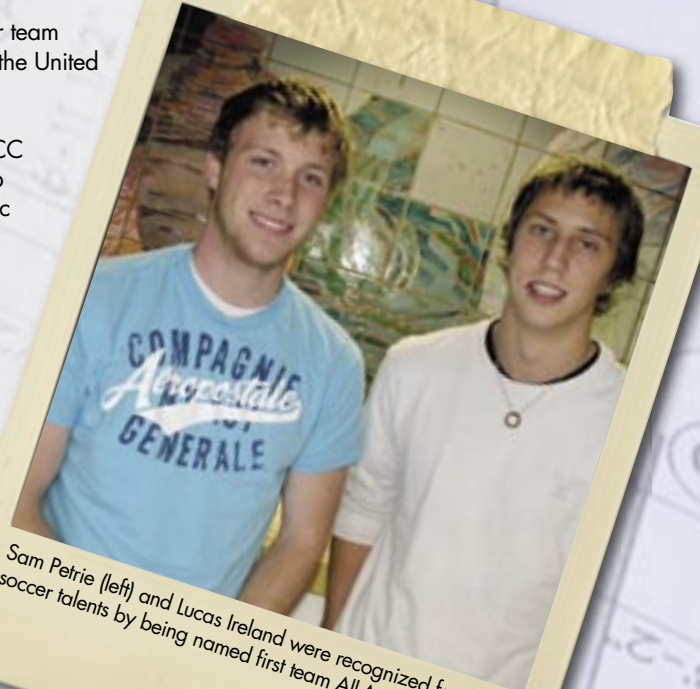 r team
the United
CC
o
c
COMPAGNIE
Aeropostale
GENERALE
Sam Petrie (left) and Lucas Ireland were recognized f
soccer talents by being named first team All A